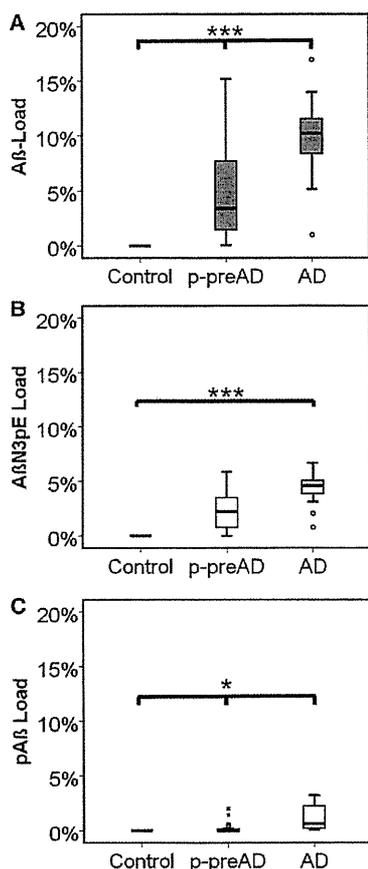 A
20%
***
15%
10%
5%
0%
Aß-Load
Control p-preAD AD
B
20%
15%
***
10%
5%
0%
AßN3pE Load
Control p-preAD AD
C
20%
15%
*
10%
5%
0%
pAß Load
Control p-preAD AD